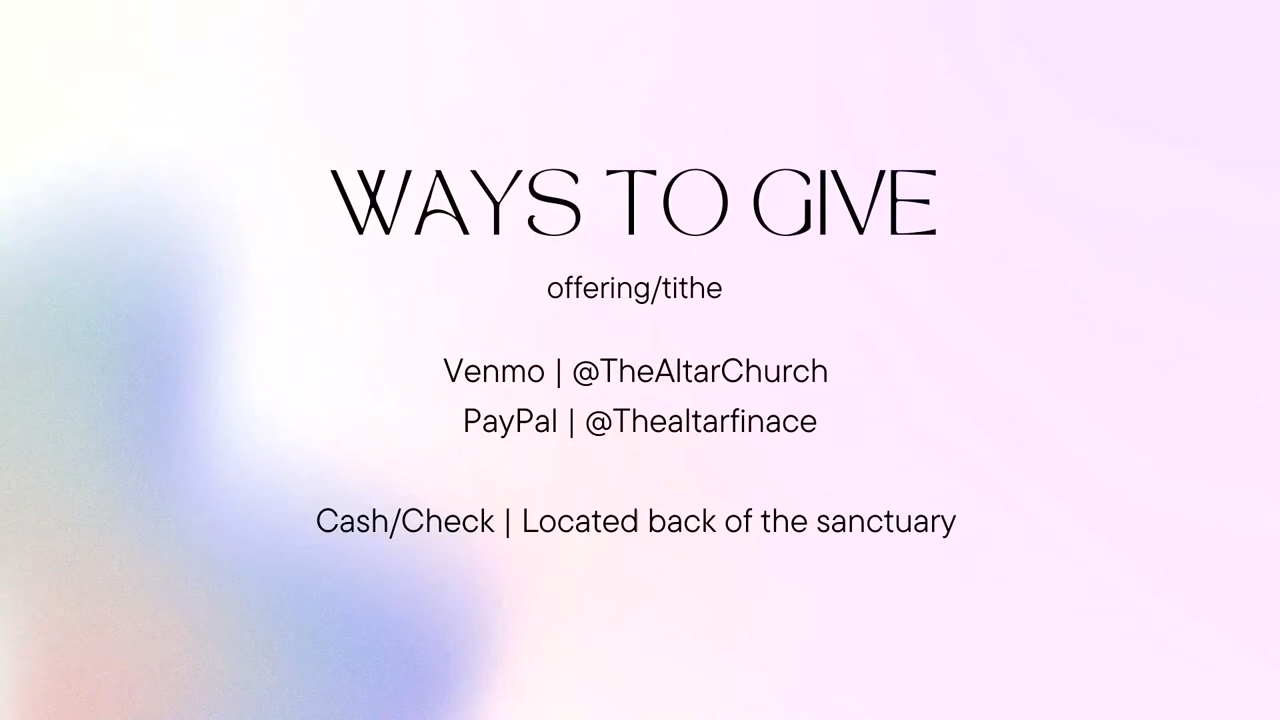 WAYS TO GIVE
offering/tithe
Venmo | @TheAltarChurch
PayPal | @Thealtarfinace
Cash/Check | Located back of the sanctuary